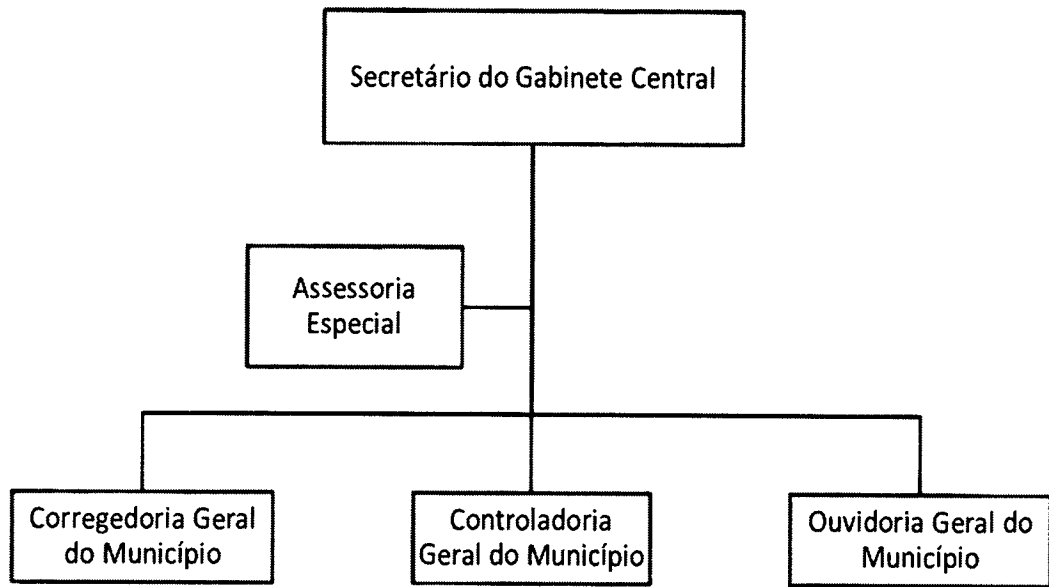 Secretário do Gabinete Central
Assessoria
Especial
Corregedoria Geral
do Município
Controladoria
Geral do Município
Ouvidoria Geral do
Município